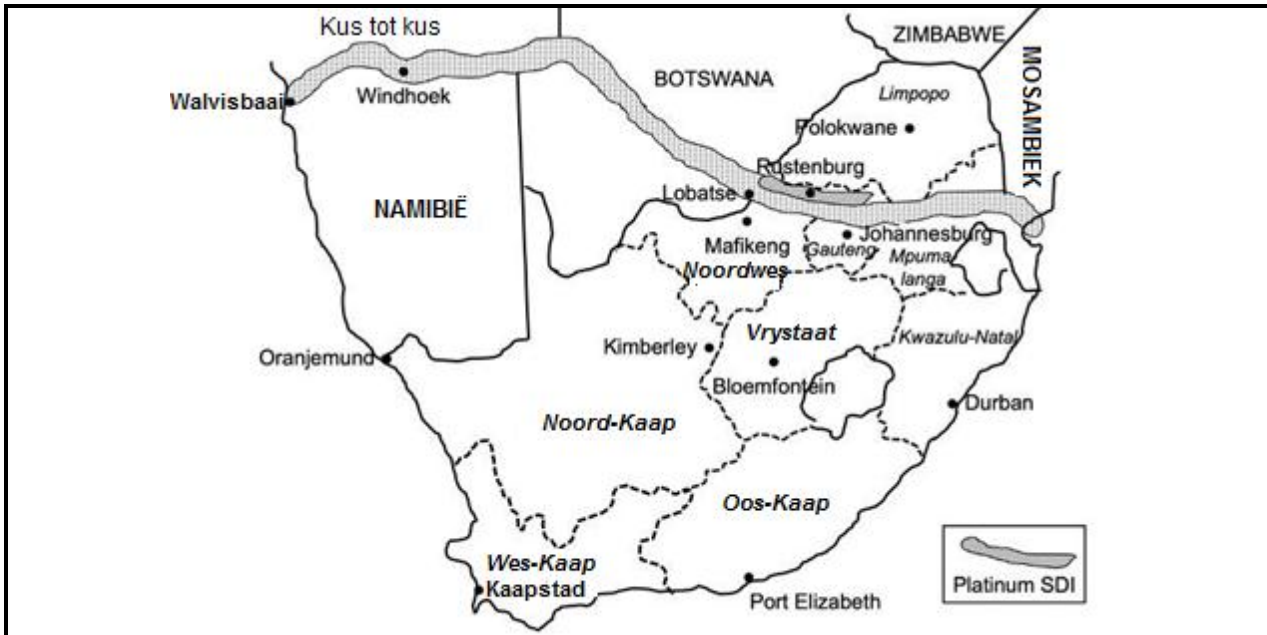 Kus tot kus
ZIMBABWE
MOSAMBIEK
BOTSWANA
Windhoek
Limpopo
Walvisbaai
Polokwane
Rustenburg
Lobatse
NAMIBIË
Johannesburg
Mafikeng
Gauteng
Mpuma
langa
Noordwes
Vrystaat
Kwazulu-Natal
Kimberley
Oranjemund
Bloemfontein
Durban
Noord-Kaap
Oos-Kaap
Wes-Kaap
Kaapstad
Platinum SDI
Port Elizabeth